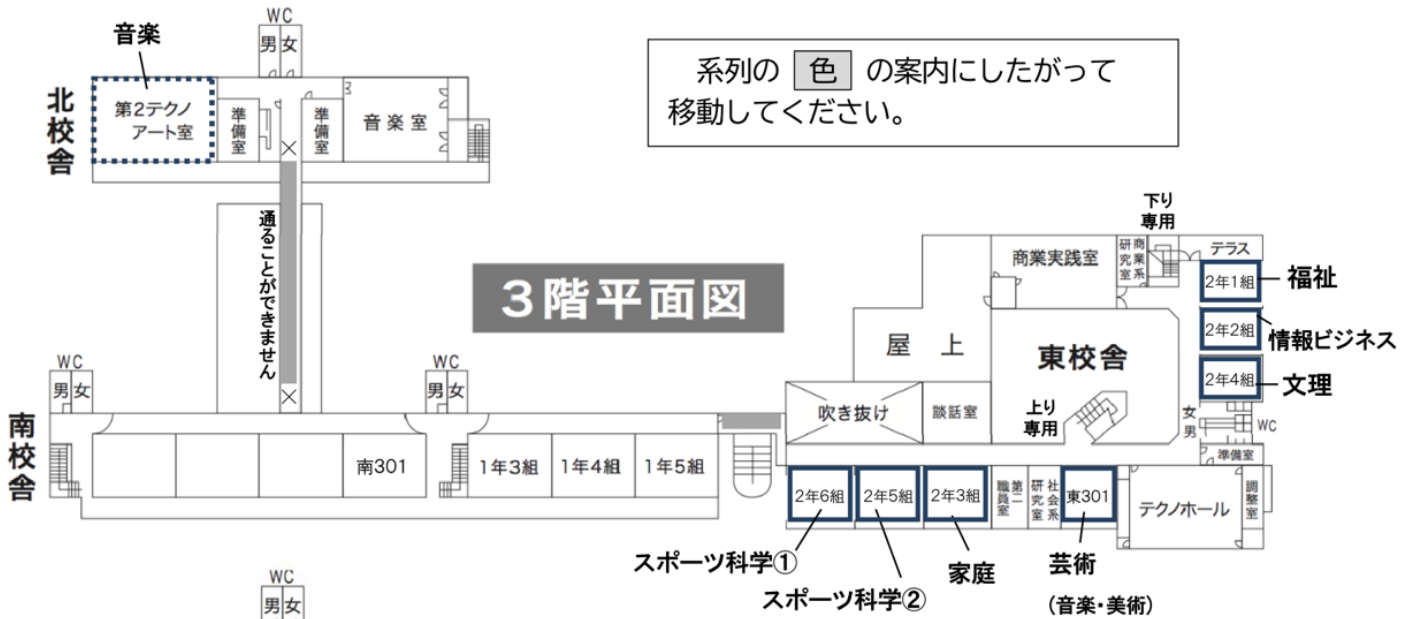 WC
音楽
男 女
系列の 色 の案内にしたがって
移動してください。
北校舎
第2テクノ
アート室
準備室
準備室
音楽室
通ることができません
3階平面図
下り
専用
商業実践室
商業系
研究室
テラス
2年1組
福祉
2年2組
情報ビジネス
2年4組
文理
屋上
東校舎
上り
専用
吹き抜け
談話室
女
男
WC
準備室
WC
男 女
WC
男 女
南校舎
南301
1年3組
1年4組
1年5組
2年6組
2年5組
2年3組
第二
職員室
社会系
研究室
東301
テクノホール
調整室
スポーツ科学①
スポーツ科学②
家庭
芸術
(音楽・美術)
WC
男 女